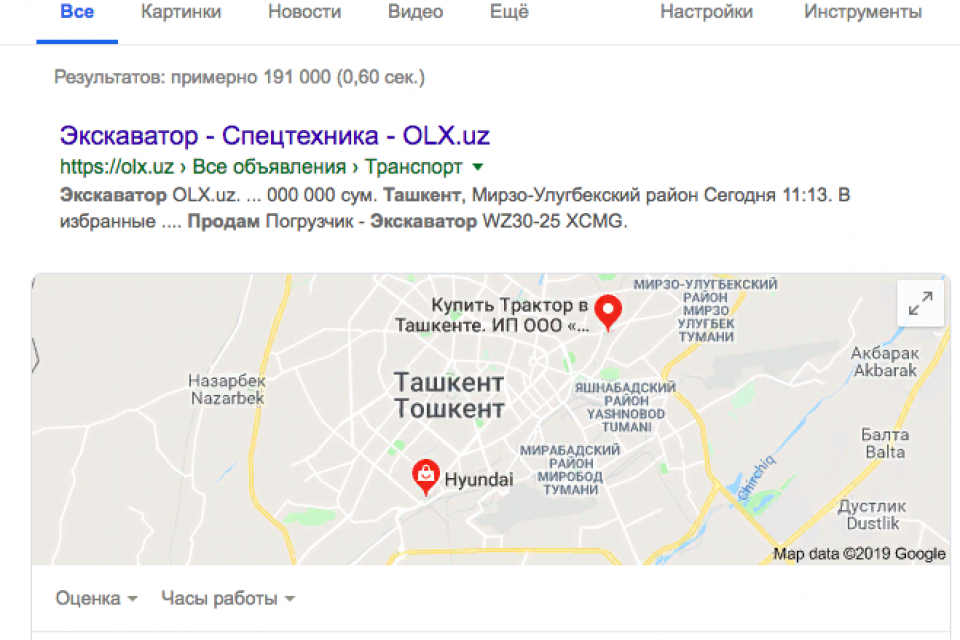 Все Картинки Новости Видео Ещё Настройки Инструменты
Результатов: примерно 191 000 (0,60 сек.)
Экскаватор - Спецтехника - OLX.uz
https://olx.uz › Все объявления › Транспорт
Экскаватор OLX.uz. ... 000 000 сум. Ташкент, Мирзо-Улугбекский район Сегодня 11:13. В
избранные .... Продам Погрузчик - Экскаватор WZ30-25 XCMG.
МИРЗО-УЛУГБЕКСКИЙ
РАЙОН
МИРЗО
УЛУГБЕК
ТУМАНИ
Купить Трактор в
Ташкенте. ИП ООО «...
Акбарак
Akbarak
Назарбек
Nazarbek
Ташкент
Тошкент
ЯШНАБАДСКИЙ
РАЙОН
YASHNOBOD
TUMANI
Балта
Balta
МИРАБАДСКИЙ
РАЙОН
МИРОБОД
ТУМАНИ
Hyundai
Chirchiq
Дустлик
Dustlik
Map data ©2019 Google
Оценка Часы работы